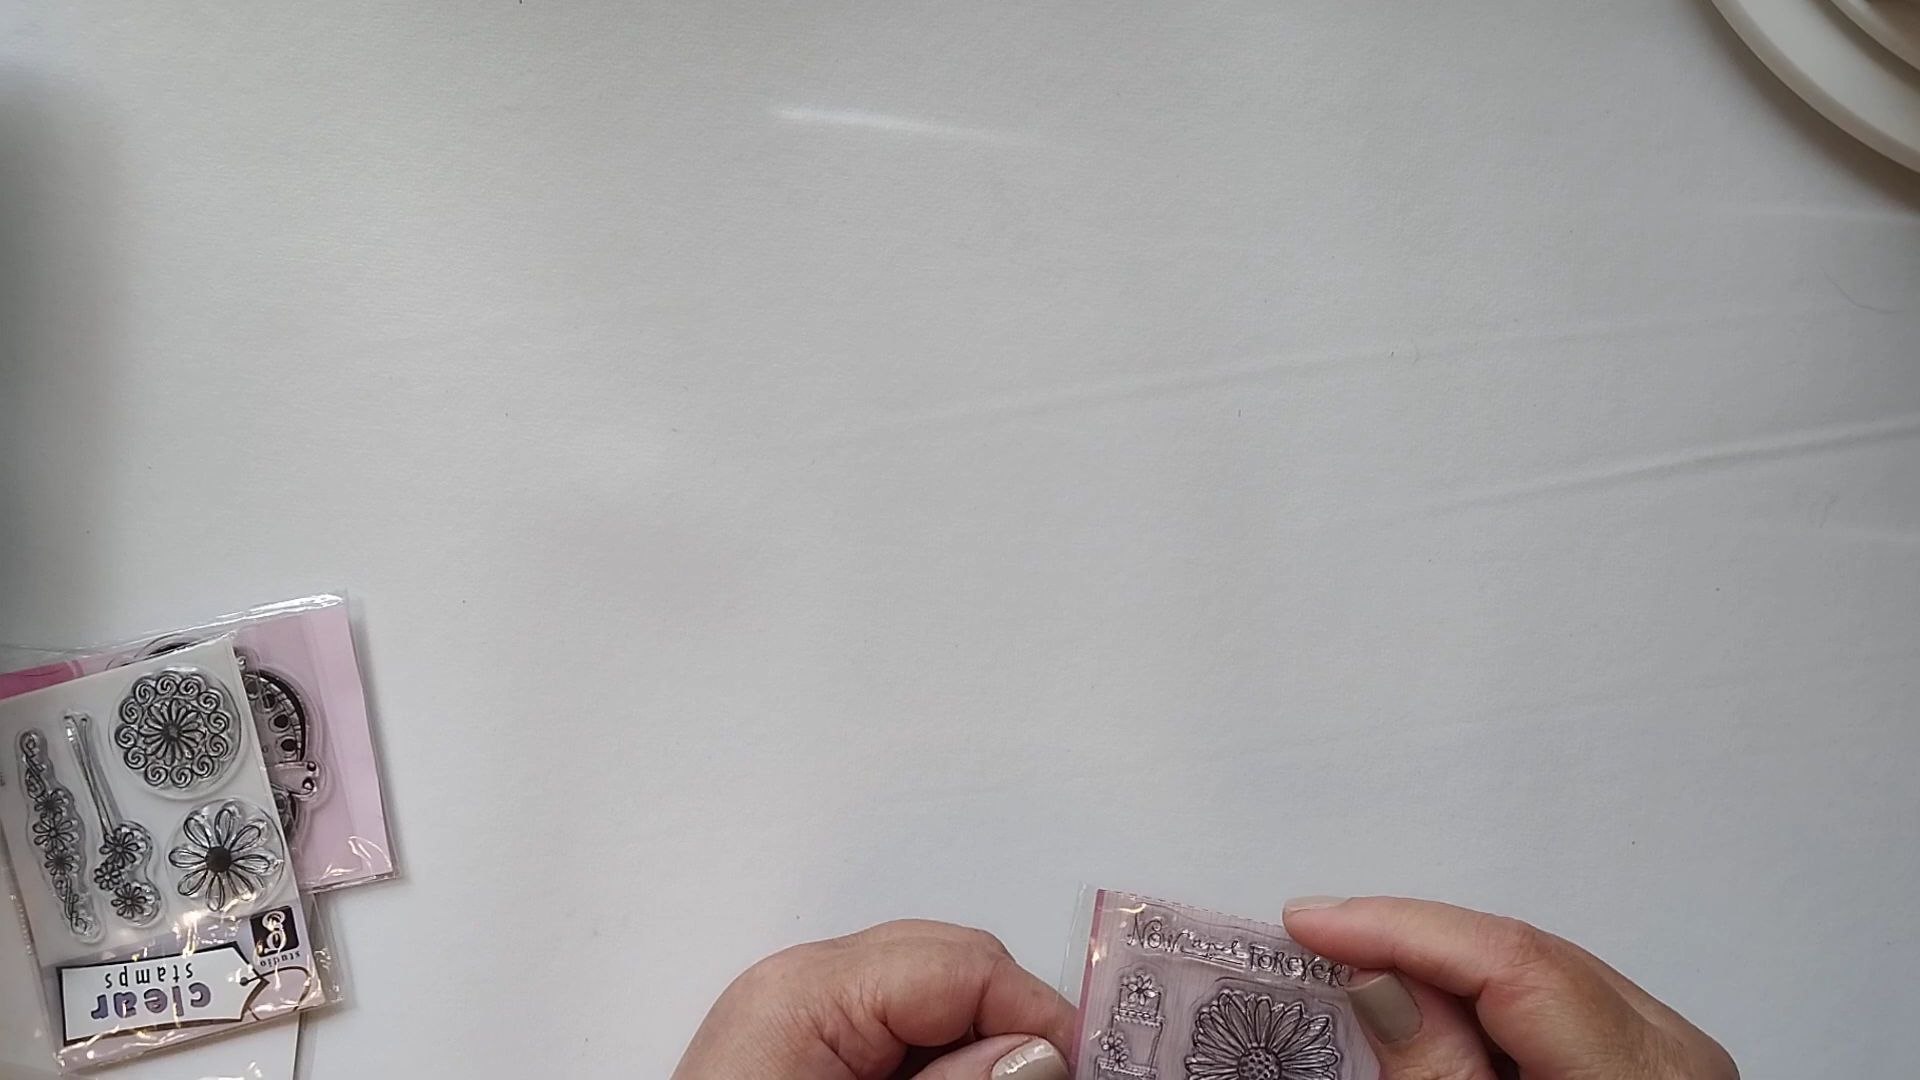 NOW and FOREVER
studio
g
clear
stamps